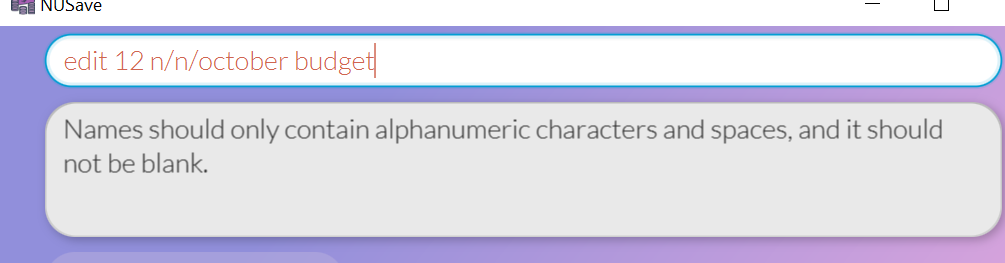 NUSave
edit 12 n/n/october budget
Names should only contain alphanumeric characters and spaces, and it should
not be blank.